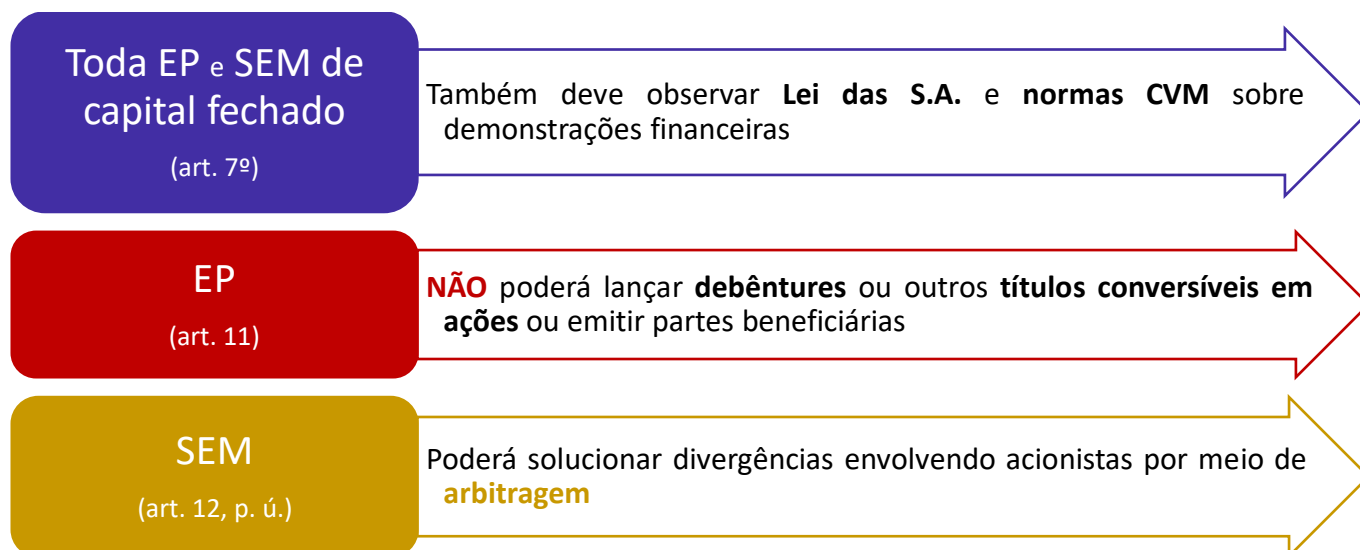 Toda EP e SEM de
capital fechado
(art. 7º)
Também deve observar Lei das S.A. e normas CVM sobre
demonstrações financeiras
EP
(art. 11)
NÃO poderá lançar debêntures ou outros títulos conversíveis em
ações ou emitir partes beneficiárias
SEM
(art. 12, p. ú.)
Poderá solucionar divergências envolvendo acionistas por meio de
arbitragem